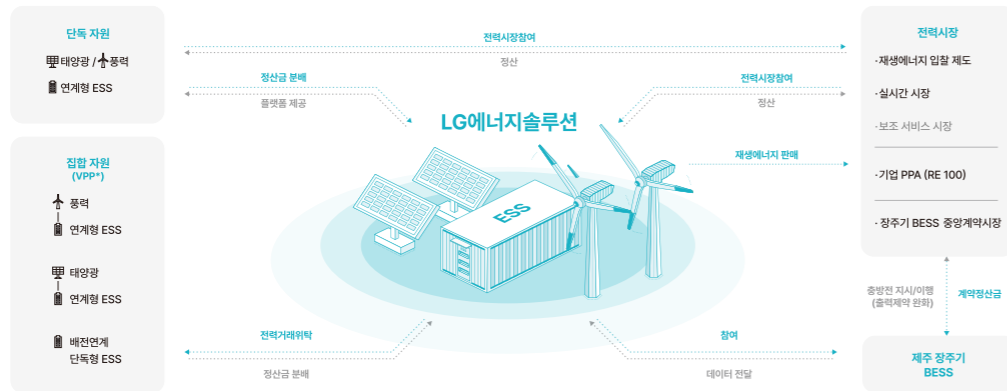 단독 자원
태양광 / 풍력
연계형 ESS
집합 자원
(VPP*)
풍력
연계형 ESS
태양광
연계형 ESS
배전연계
단독형 ESS
전력시장참여
정산
정산금 분배
플랫폼 제공
전력시장참여
정산
LG에너지솔루션
ESS
재생에너지 판매
전력거래위탁
정산금 분배
참여
데이터 전달
전력시장
·재생에너지 입찰 제도
·실시간 시장
·보조 서비스 시장
·기업 PPA (RE 100)
·장주기 BESS 중앙계약시장
충방전 지시/이행
(출력제약 완화)
계약정산금
제주 장주기
BESS